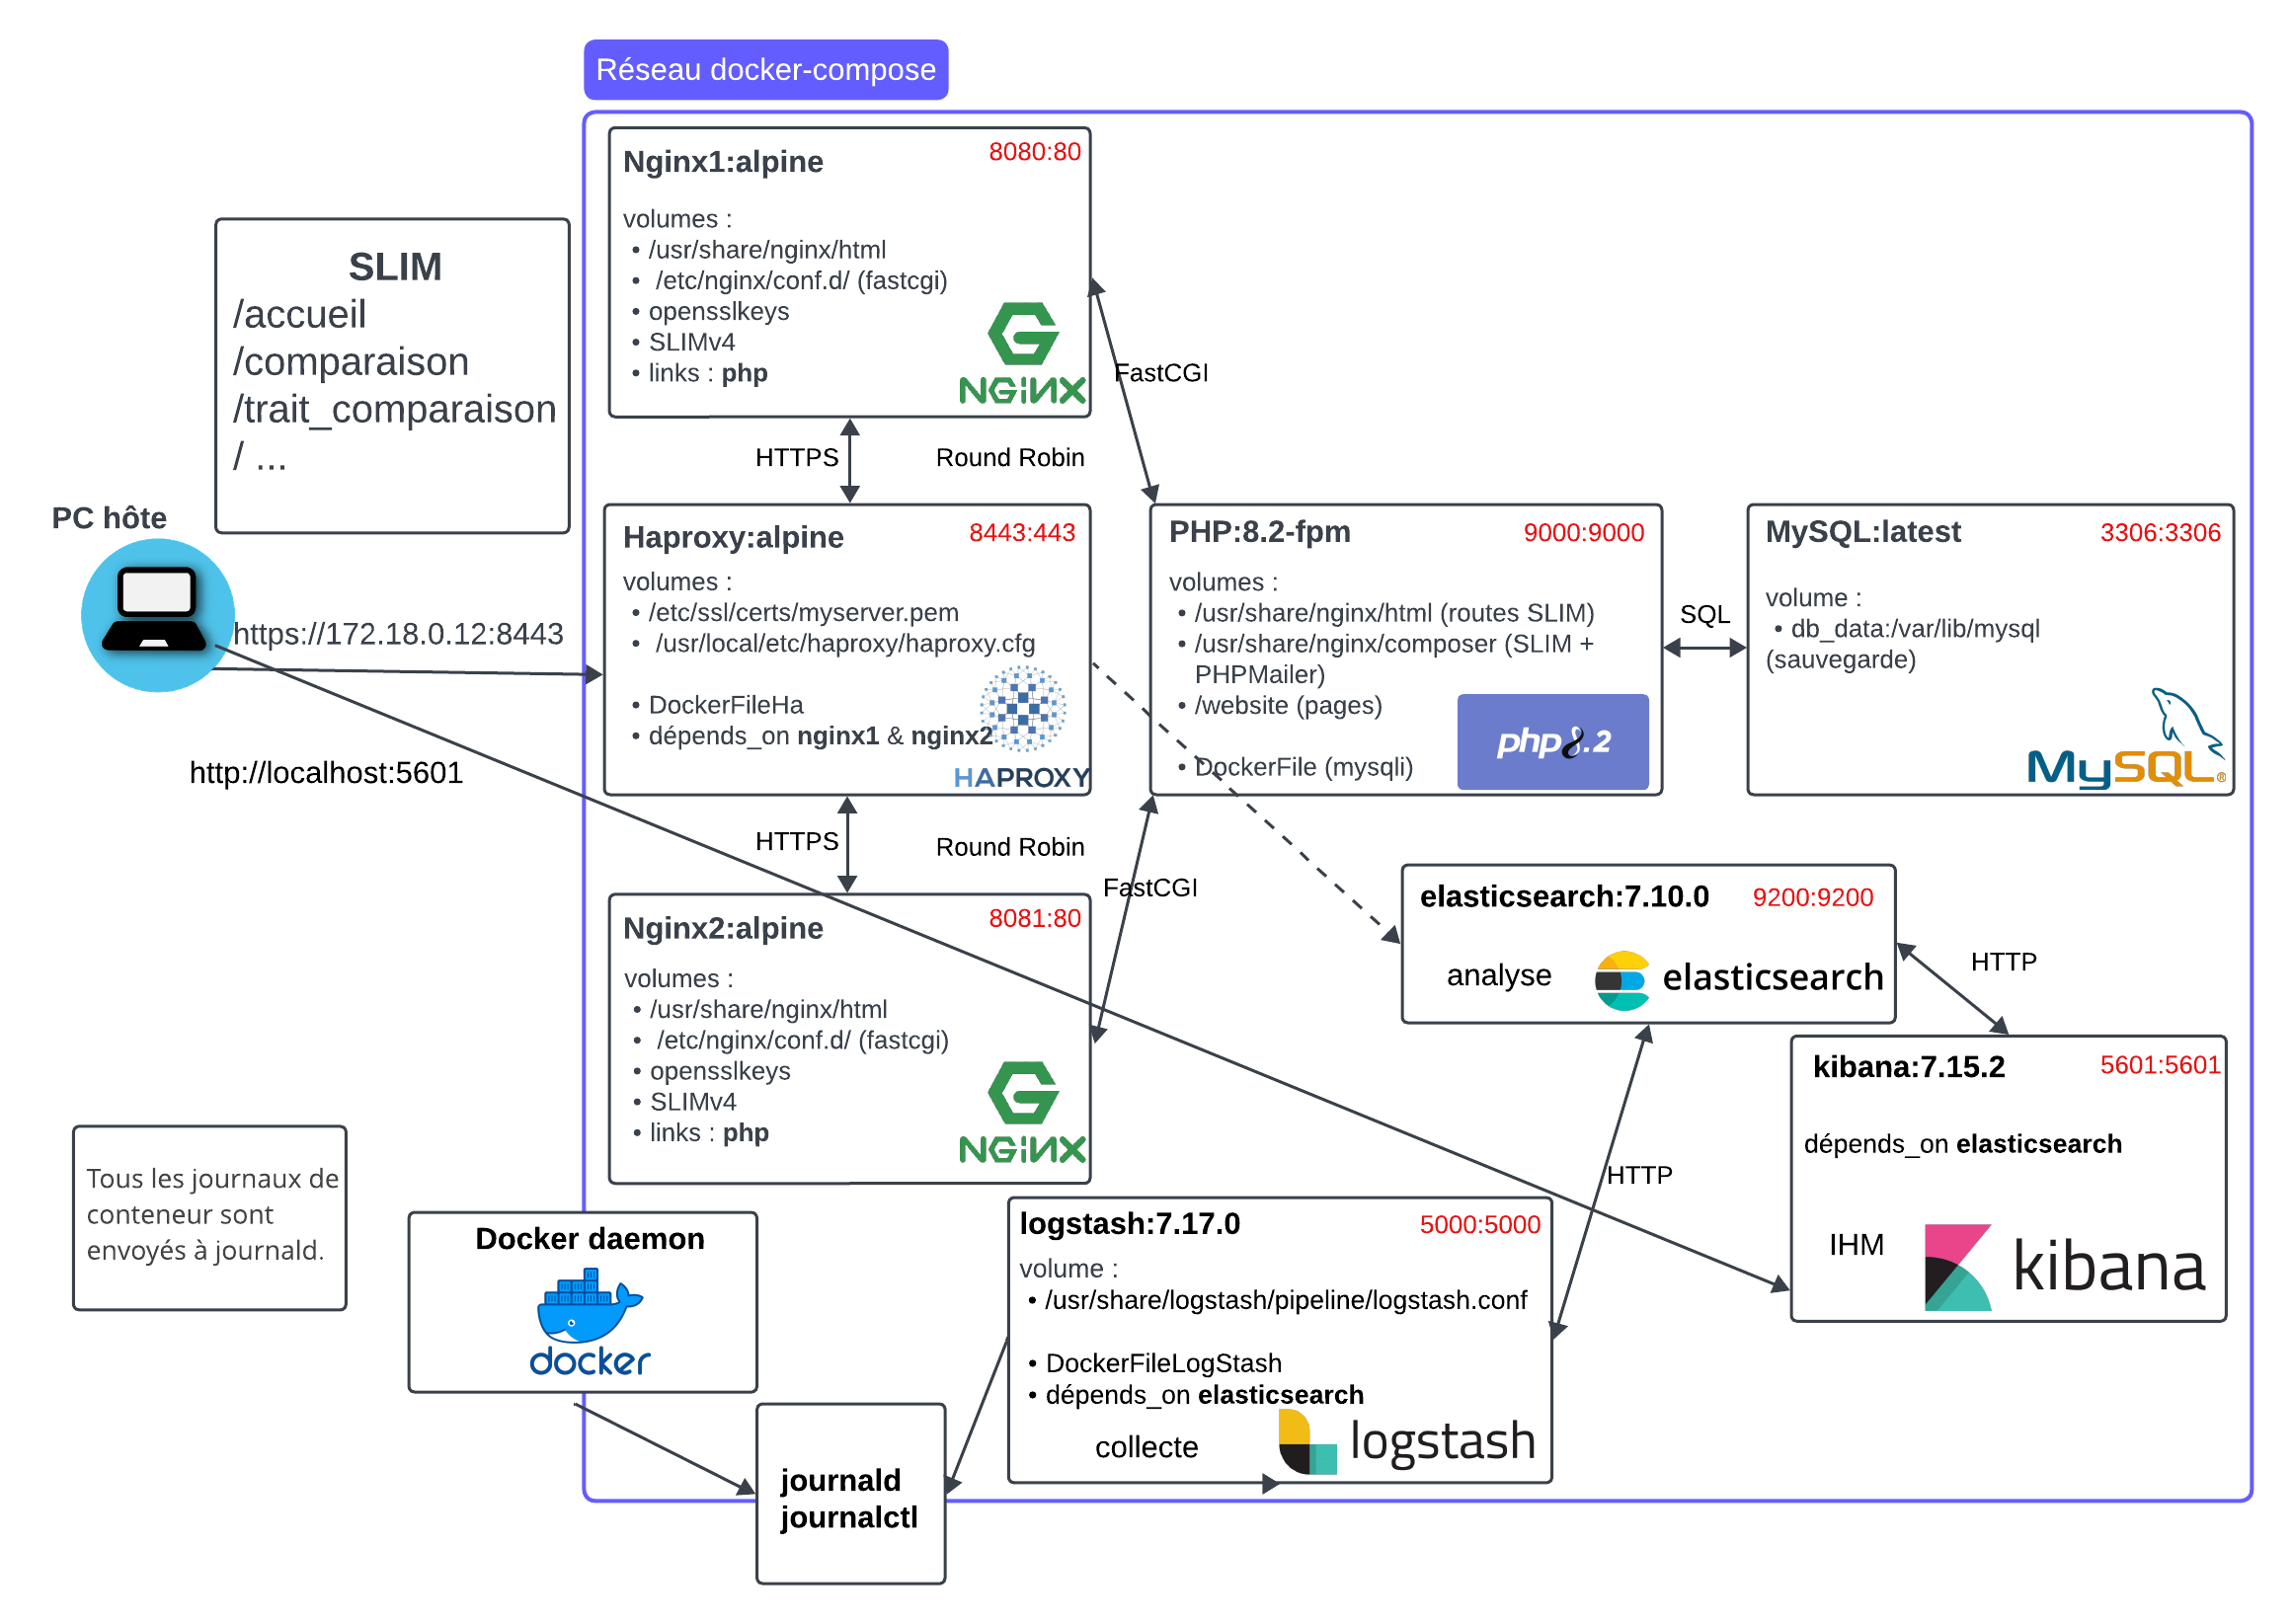 Réseau docker-compose
Nginx1:alpine
8080:80
volumes :
• /usr/share/nginx/html
• /etc/nginx/conf.d/ (fastcgi)
• opensslkeys
• SLIMv4
• links : php
NGiNX
SLIM
/accueil
/comparaison
/trait_comparaison
/ ...
FastCGI
HTTPS
Round Robin
PC hôte
https://172.18.0.12:8443
http://localhost:5601
Haproxy:alpine
8443:443
volumes :
• /etc/ssl/certs/myserver.pem
• /usr/local/etc/haproxy/haproxy.cfg
• DockerFileHa
• dépends_on nginx1 & nginx2
HAPROXY
PHP:8.2-fpm
9000:9000
volumes :
• /usr/share/nginx/html (routes SLIM)
• /usr/share/nginx/composer (SLIM +
PHPMailer)
• /website (pages)
• DockerFile (mysqli)
php8.2
SQL
MySQL:latest
3306:3306
volume :
• db_data:/var/lib/mysql
(sauvegarde)
MySQL®
HTTPS
Round Robin
FastCGI
Nginx2:alpine
8081:80
volumes :
• /usr/share/nginx/html
• /etc/nginx/conf.d/ (fastcgi)
• opensslkeys
• SLIMv4
• links : php
NGiNX
elasticsearch:7.10.0
9200:9200
analyse
elasticsearch
HTTP
kibana:7.15.2
5601:5601
dépends_on elasticsearch
IHM
kibana
HTTP
Tous les journaux de
conteneur sont
envoyés à journald.
Docker daemon
docker
logstash:7.17.0
5000:5000
volume :
• /usr/share/logstash/pipeline/logstash.conf
• DockerFileLogStash
• dépends_on elasticsearch
collecte
logstash
journald
journalctl